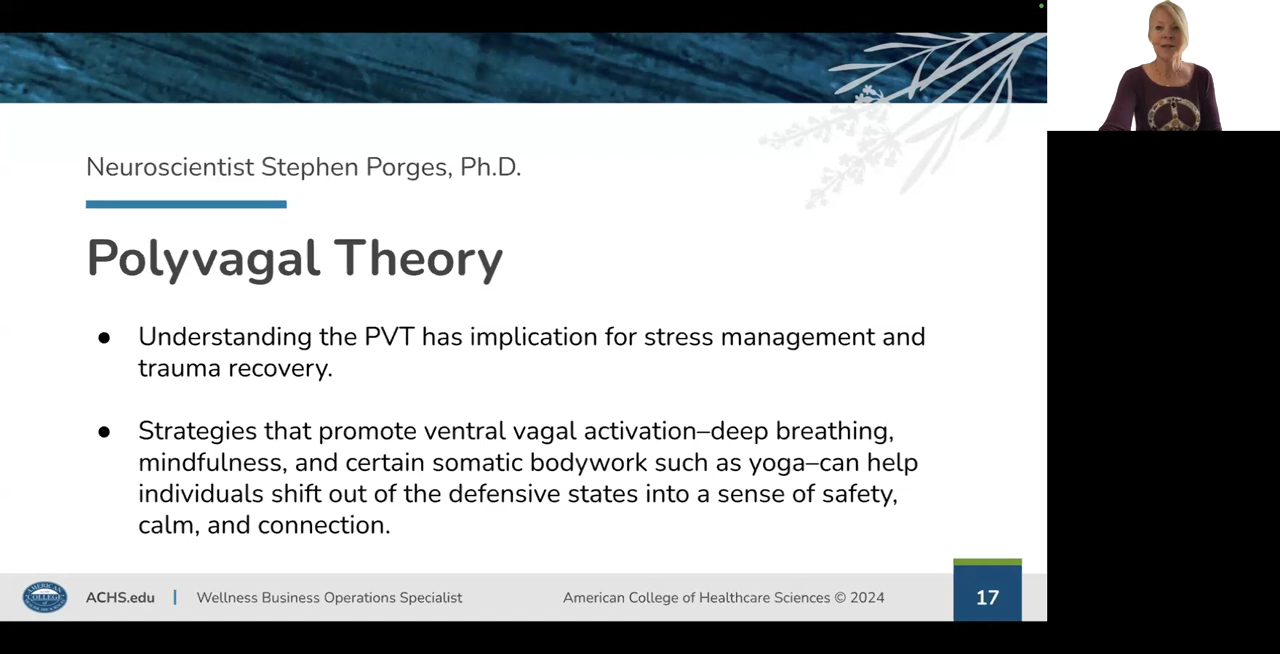 Neuroscientist Stephen Porges, Ph.D.
Polyvagal Theory
● Understanding the PVT has implication for stress management and
trauma recovery.
● Strategies that promote ventral vagal activation–deep breathing,
mindfulness, and certain somatic bodywork such as yoga–can help
individuals shift out of the defensive states into a sense of safety,
calm, and connection.
ACHS.edu | Wellness Business Operations Specialist American College of Healthcare Sciences © 2024 17